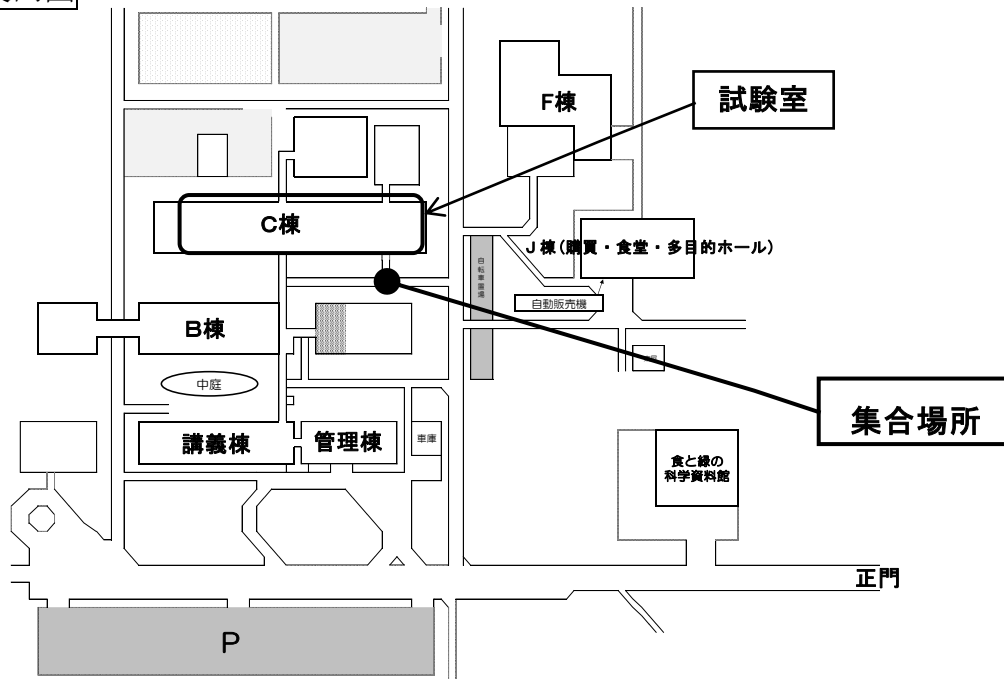 試験室
F棟
C棟
J棟(購買・食堂・多目的ホール)
自転車置場
自動販売機
B棟
中庭
集合場所
講義棟
管理棟
車庫
食と緑の
科学資料館
正門
P